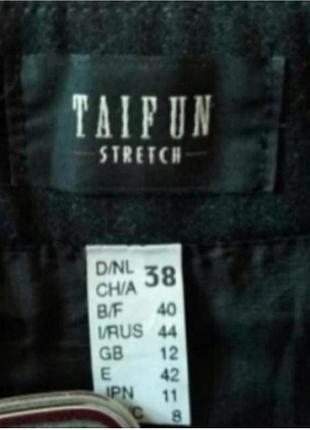 TAIFUN
STRETCH
D/NL 38
CH/A
B/F 40
I/RUS 44
GB 12
E 42
JPN 11
8